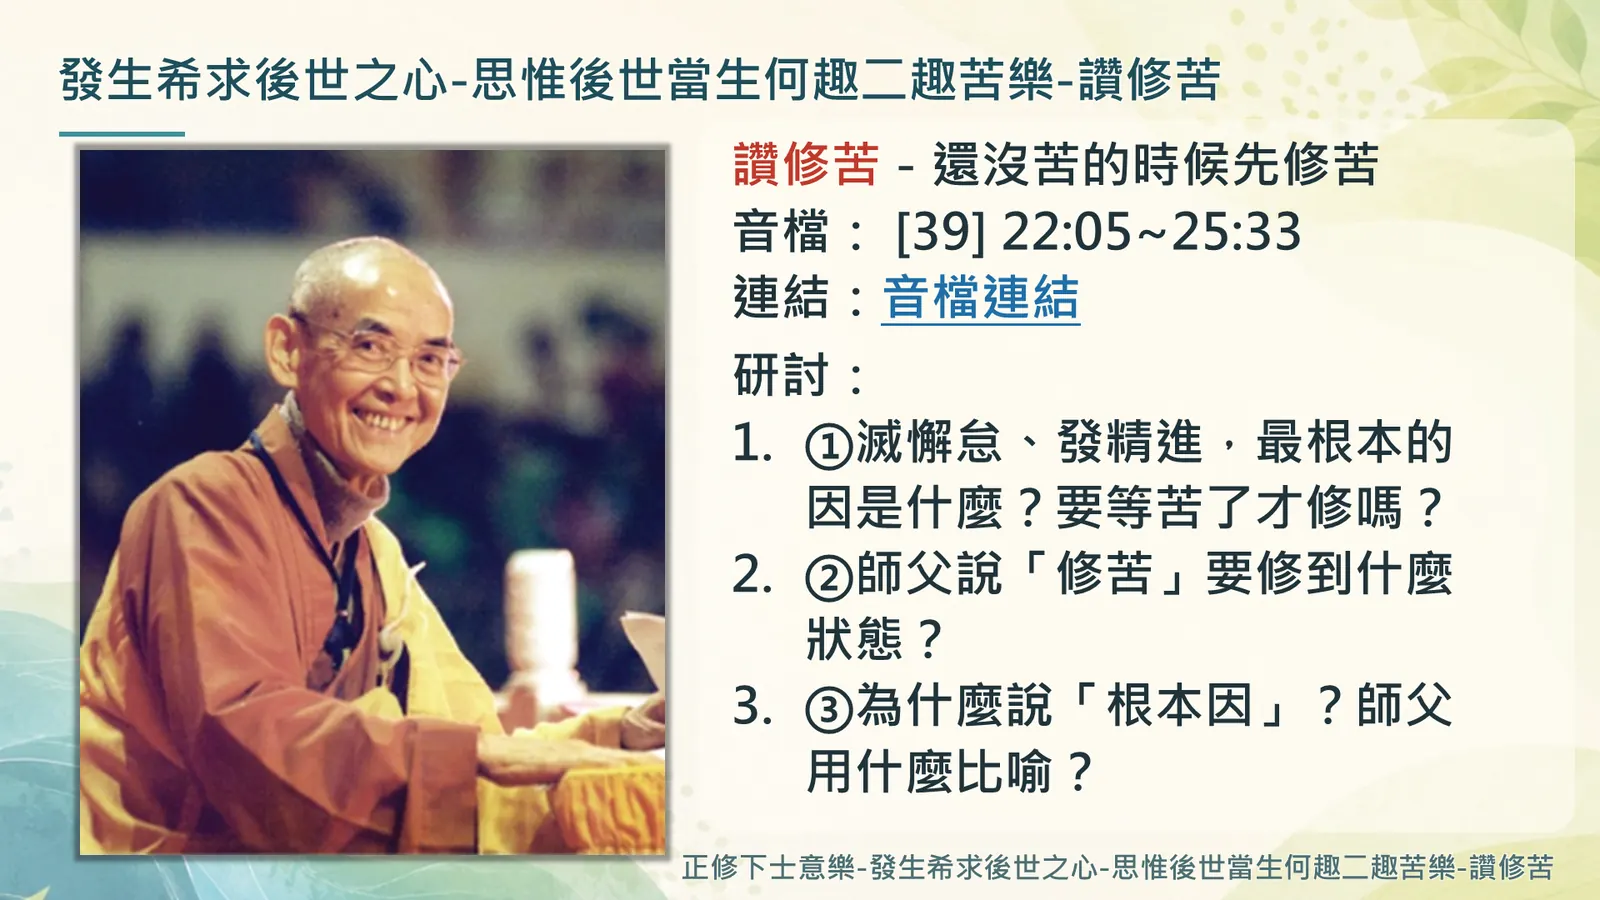 發生希求後世之心-思惟後世當生何趣二趣苦樂-讚修苦
讚修苦 - 還沒苦的時候先修苦
音檔： [39] 22:05~25:33
連結：音檔連結
研討：
1. ①滅懈怠、發精進，最根本的
因是什麼？要等苦了才修嗎？
2. ②師父說「修苦」要修到什麼
狀態？
3. ③為什麼說「根本因」？師父
用什麼比喻？
正修下士意樂-發生希求後世之心-思惟後世當生何趣二趣苦樂-讚修苦